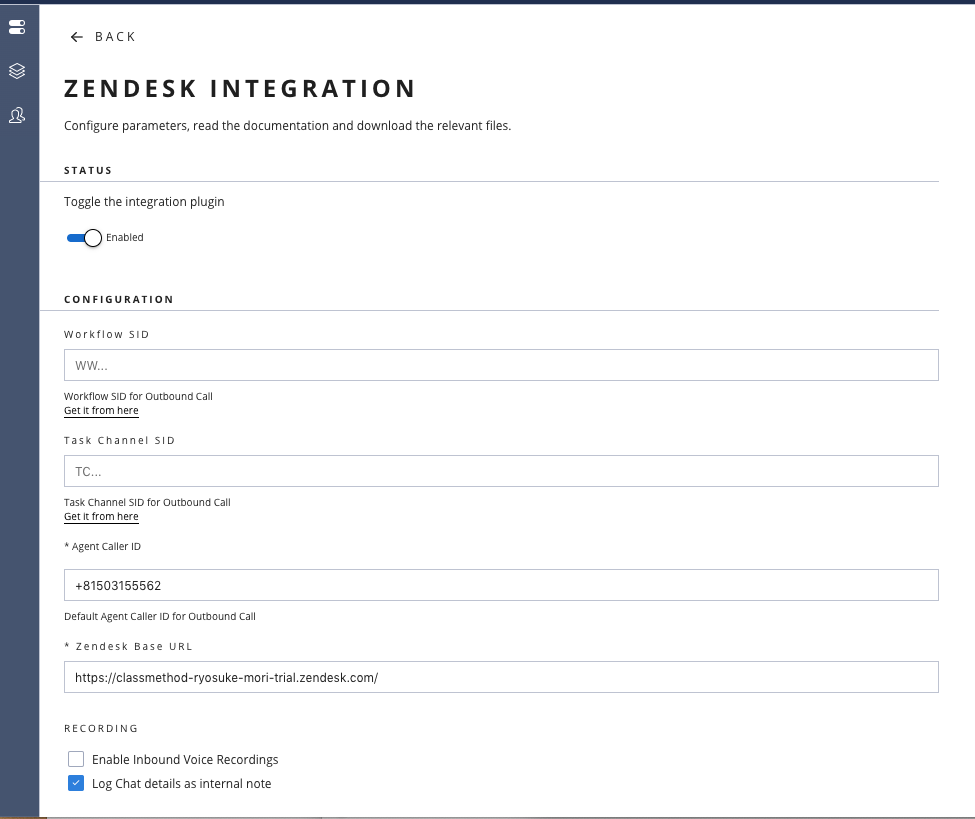 BACK
ZENDESK INTEGRATION
Configure parameters, read the documentation and download the relevant files.
STATUS
Toggle the integration plugin
Enabled
CONFIGURATION
Workflow SID
WW...
Workflow SID for Outbound Call
Get it from here
Task Channel SID
TC...
Task Channel SID for Outbound Call
Get it from here
* Agent Caller ID
+81503155562
Default Agent Caller ID for Outbound Call
* Zendesk Base URL
https://classmethod-ryosuke-mori-trial.zendesk.com/
RECORDING
Enable Inbound Voice Recordings
Log Chat details as internal note